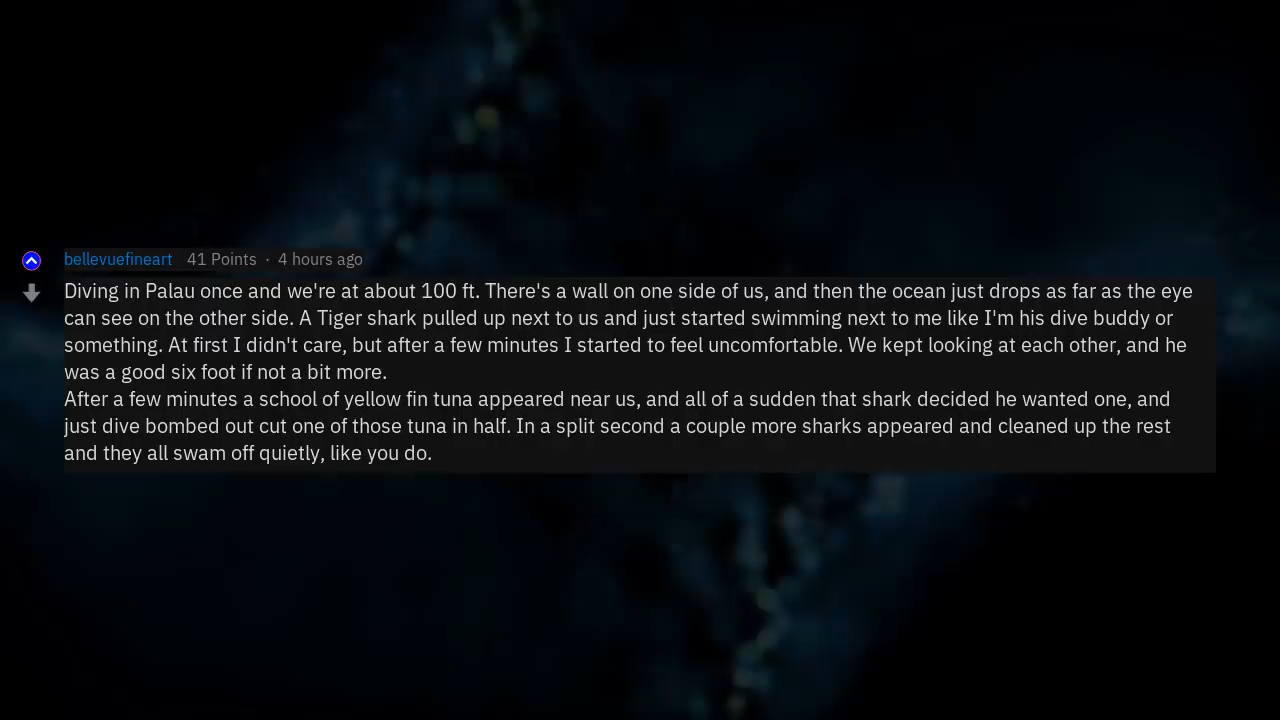 bellevuefineart 41 Points · 4 hours ago
Diving in Palau once and we're at about 100 ft. There's a wall on one side of us, and then the ocean just drops as far as the eye
can see on the other side. A Tiger shark pulled up next to us and just started swimming next to me like I'm his dive buddy or
something. At first I didn't care, but after a few minutes I started to feel uncomfortable. We kept looking at each other, and he
was a good six foot if not a bit more.
After a few minutes a school of yellow fin tuna appeared near us, and all of a sudden that shark decided he wanted one, and
just dive bombed out cut one of those tuna in half. In a split second a couple more sharks appeared and cleaned up the rest
and they all swam off quietly, like you do.